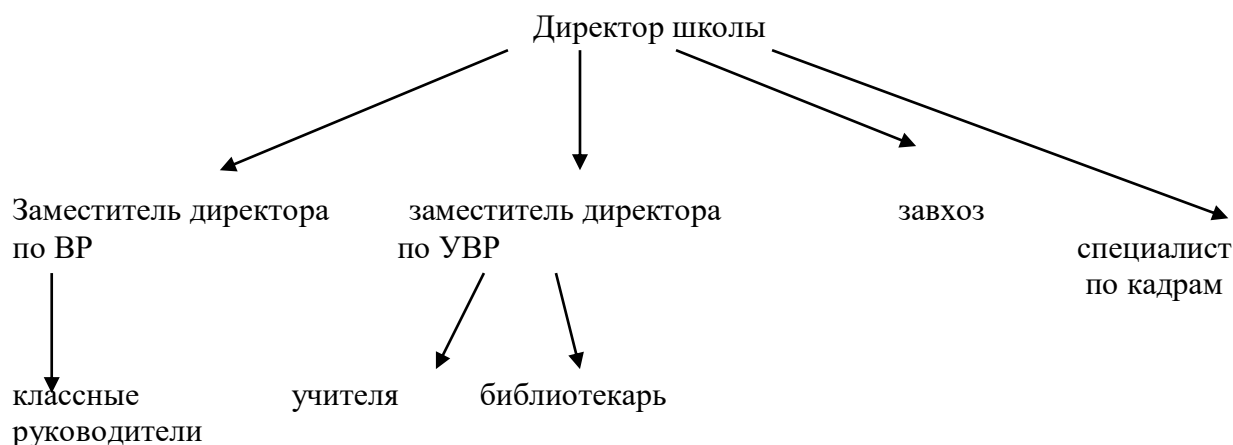 Директор школы
Заместитель директора
по ВР
заместитель директора
по УВР
завхоз
специалист
по кадрам
классные
руководители
учителя
библиотекарь